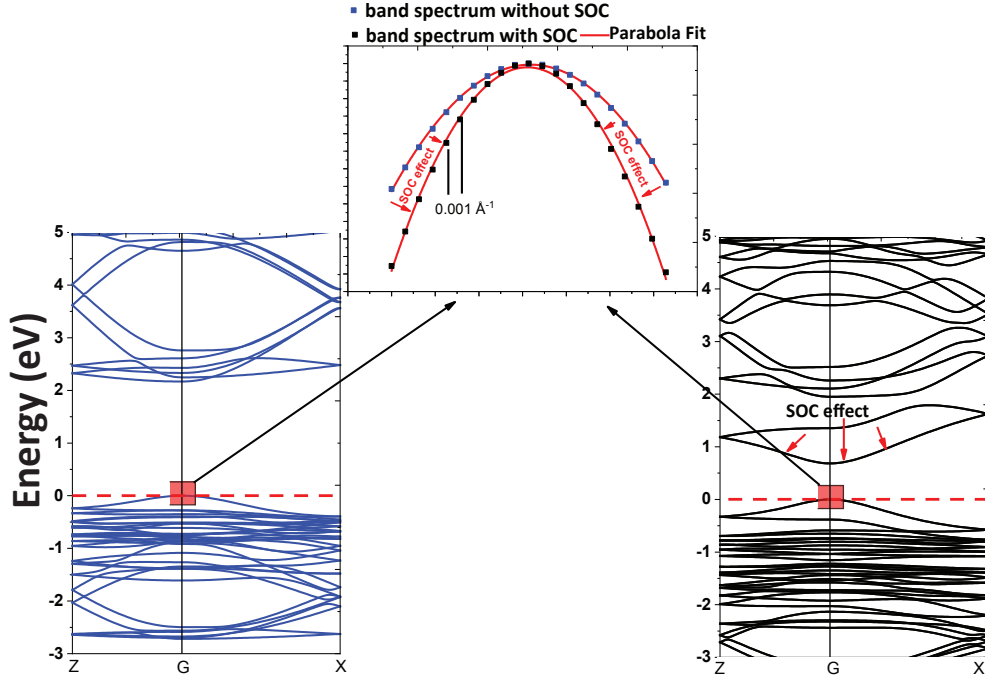 band spectrum without SOC
band spectrum with SOC Parabola Fit
SOC effect
SOC effect
0.001 Å-1
Energy (eV)
5
4
3
2
1
0
-1
-2
-3
Z G X
5
4
3
2
1
0
-1
-2
-3
SOC effect
Z G X